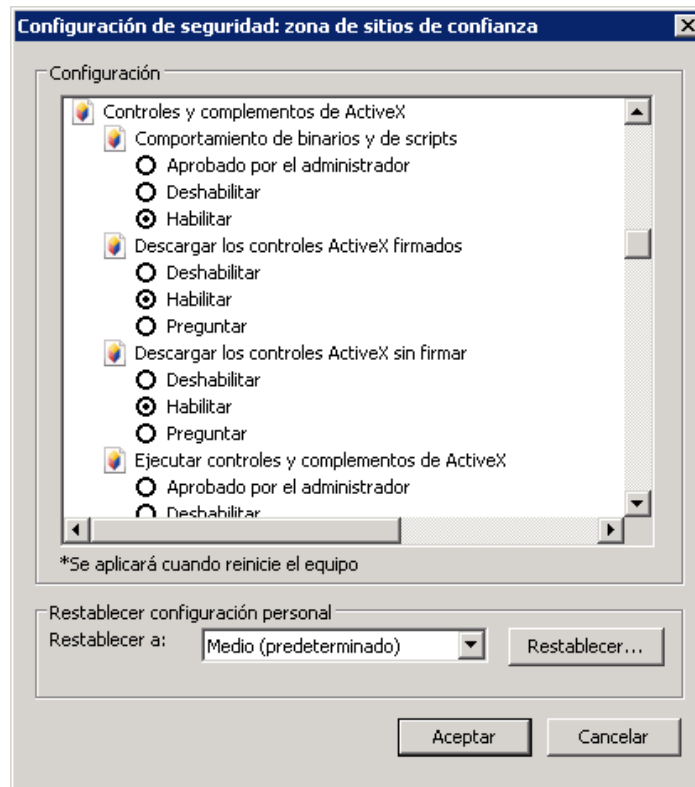 Configuración de seguridad: zona de sitios de confianza
Configuración
Controles y complementos de ActiveX
Comportamiento de binarios y de scripts
Aprobado por el administrador
Deshabilitar
Habilitar
Descargar los controles ActiveX firmados
Deshabilitar
Habilitar
Preguntar
Descargar los controles ActiveX sin firmar
Deshabilitar
Habilitar
Preguntar
Ejecutar controles y complementos de ActiveX
Aprobado por el administrador
Deshabilitar
*Se aplicará cuando reinicie el equipo
Restablecer configuración personal
Restablecer a: Medio (predeterminado) Restablecer...
Aceptar Cancelar